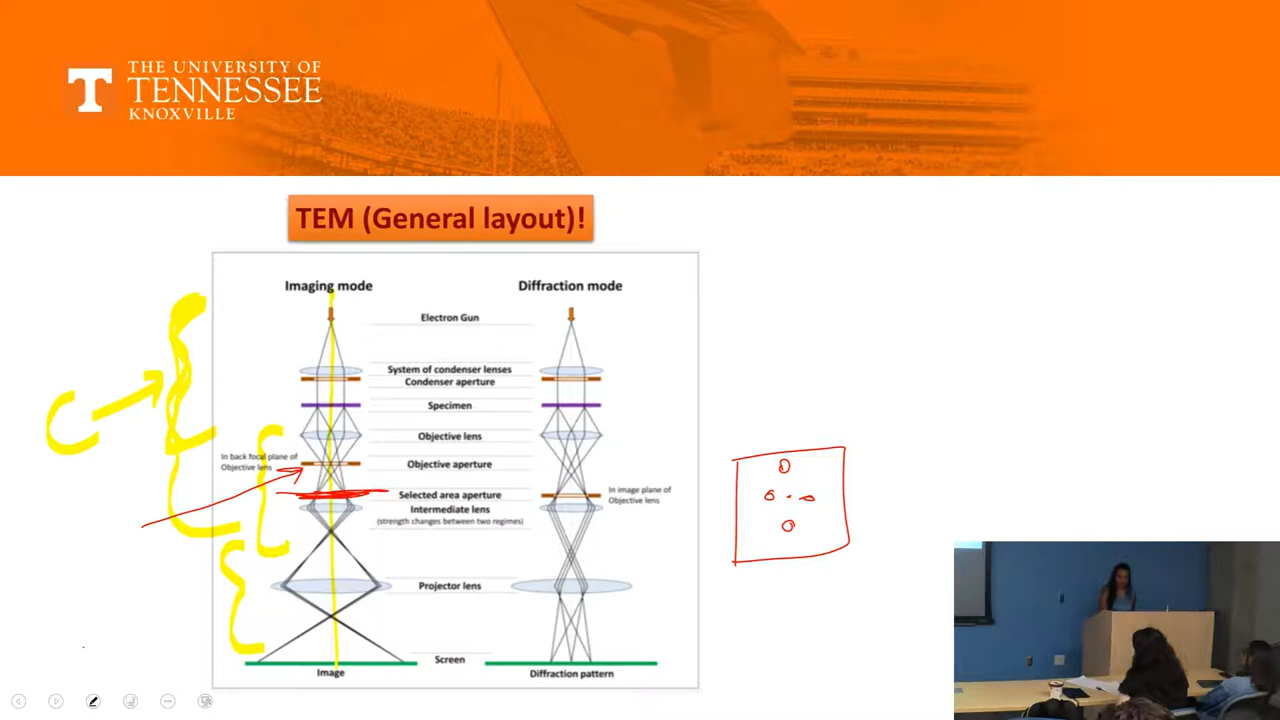 THE UNIVERSITY OF
TENNESSEE
KNOXVILLE
T
TEM (General layout)!
Imaging mode
Diffraction mode
Electron Gun
System of condenser lenses
Condenser aperture
Specimen
Objective lens
In back focal plane of
Objective lens
Objective aperture
Selected area aperture
In image plane of
Objective lens
Intermediate lens
(strength changes between two regimes)
Projector lens
Screen
Image
Diffraction pattern